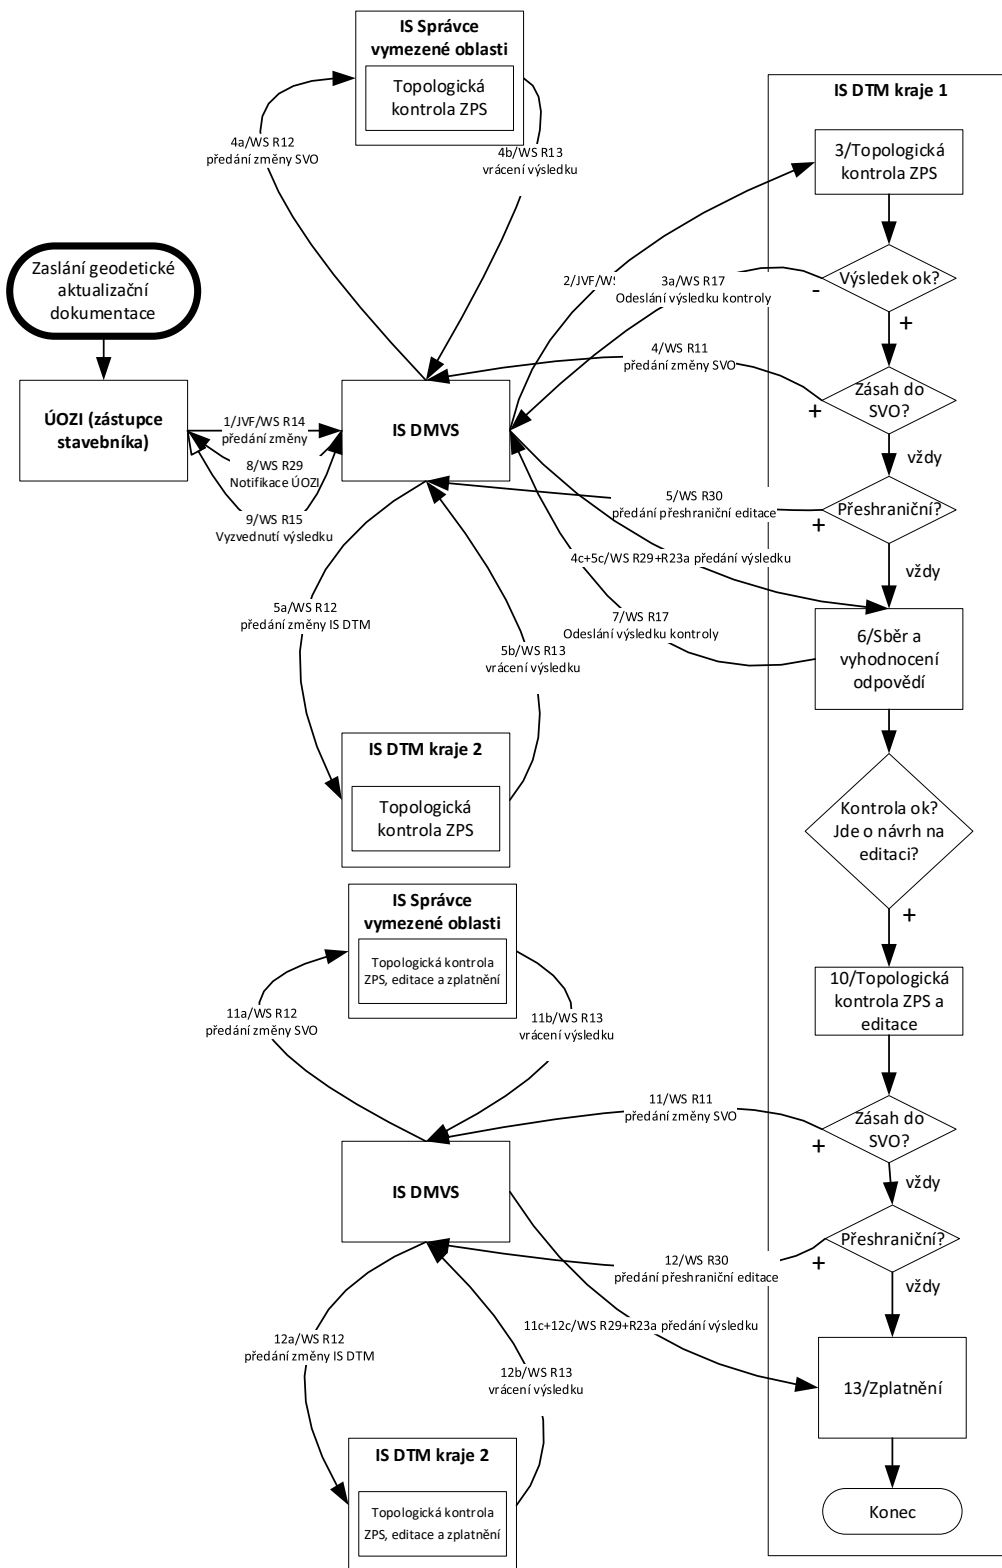 IS Správce
vymezené oblasti
Topologická
kontrola ZPS
4a/WS R12
předání změny SVO
4b/WS R13
vrácení výsledku
IS DTM kraje 1
3/Topologická
kontrola ZPS
Zaslání geodetické
aktualizační
dokumentace
2/JVF/WS
3a/WS R17
Odeslání výsledku kontroly
Výsledek ok?
-
+
4/WS R11
předání změny SVO
Zásah do
SVO?
+
vždy
ÚOZI (zástupce
stavebníka)
1/JVF/WS R14
předání změny
8/WS R29
Notifikace ÚOZI
9/WS R15
Vyzvednutí výsledku
IS DMVS
5/WS R30
předání přeshraniční editace
Přeshraniční?
+
vždy
4c+5c/WS R29+R23a předání výsledku
5a/WS R12
předání změny IS DTM
5b/WS R13
vrácení výsledku
7/WS R17
Odeslání výsledku kontroly
6/Sběr a
vyhodnocení
odpovědí
IS DTM kraje 2
Topologická
kontrola ZPS
Kontrola ok?
Jde o návrh na
editaci?
+
IS Správce
vymezené oblasti
Topologická kontrola
ZPS, editace a zplatnění
11a/WS R12
předání změny SVO
11b/WS R13
vrácení výsledku
10/Topologická
kontrola ZPS a
editace
11/WS R11
předání změny SVO
Zásah do
SVO?
+
vždy
IS DMVS
12/WS R30
předání přeshraniční editace
Přeshraniční?
+
vždy
11c+12c/WS R29+R23a předání výsledku
12a/WS R12
předání změny IS DTM
12b/WS R13
vrácení výsledku
13/Zplatnění
IS DTM kraje 2
Topologická kontrola
ZPS, editace a zplatnění
Konec